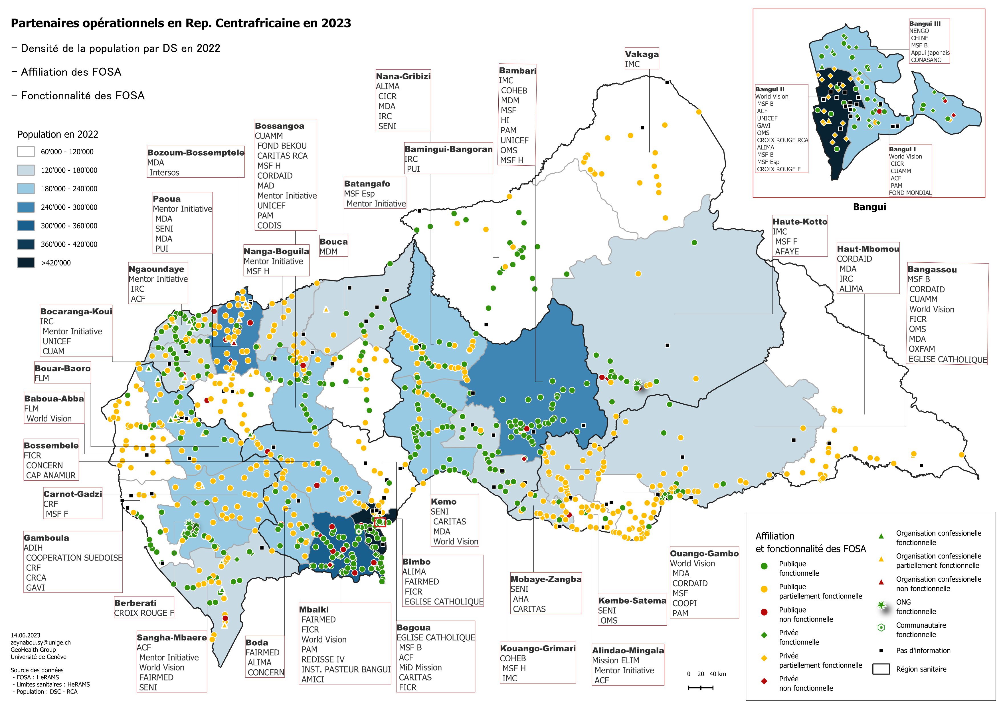 Partenaires opérationnels en Rep. Centrafricaine en 2023
- Densité de la population par DS en 2022
- Affiliation des FOSA
- Fonctionnalité des FOSA
Population en 2022
60'000 - 120'000
120'000 - 180'000
180'000 - 240'000
240'000 - 300'000
300'000 - 360'000
360'000 - 420'000
>420'000
Bozoum-Bossemptele
MDA
Intersos
Paoua
Mentor Initiative
MDA
SENI
MDA
PUI
Ngaoundaye
Mentor Initiative
IRC
ACF
Bocaranga-Koui
IRC
Mentor Initiative
UNICEF
CUAM
Bouar-Baoro
FLM
Baboua-Abba
FLM
World Vision
Bossembele
FICR
CONCERN
CAP ANAMUR
Carnot-Gadzi
CRF
MSF F
Gamboula
ADIH
COOPERATION SUEDOISE
CRF
CRCA
GAVI
Berberati
CROIX ROUGE F
Sangha-Mbaere
ACF
Mentor Initiative
World Vision
FAIRMED
SENI
Boda
FAIRMED
ALIMA
CONCERN
Mbaiki
FAIRMED
FICR
World Vision
PAM
REDISSE IV
INST. PASTEUR BANGUI
AMICI
Begoua
EGLISE CATHOLIQUE
MSF B
ACF
MiD Mission
CARITAS
FICR
Bimbo
ALIMA
FAIRMED
FICR
EGLISE CATHOLIQUE
Kemo
SENI
CARITAS
MDA
World Vision
Bossangoa
CUAMM
FOND BEKOU
CARITAS RCA
MSF H
CORDAID
MAD
Mentor Initiative
UNICEF
PAM
CODIS
Nanga-Boguila
Mentor Initiative
MSF H
Bouca
MDM
Batangafo
MSF Esp
Mentor Initiative
Nana-Gribizi
ALIMA
CICR
MDA
IRC
SENI
Bamingui-Bangoran
IRC
PUI
Bambari
IMC
COHEB
MDM
MSF
HI
PAM
UNICEF
OMS
MSF H
Vakaga
IMC
Haute-Kotto
IMC
MSF F
AFAYE
Haut-Mbomou
CORDAID
MDA
IRC
ALIMA
Bangassou
MSF B
CORDAID
CUAMM
World Vision
FICR
OMS
MDA
OXFAM
EGLISE CATHOLIQUE
Mobaye-Zangba
SENI
AHA
CARITAS
Kouango-Grimari
COHEB
MSF H
IMC
Kembe-Satema
SENI
OMS
Alindao-Mingala
Mission ELIM
Mentor Initiative
ACF
Ouango-Gambo
World Vision
MDA
CORDAID
MSF
COOPI
PAM
Bangui III
NENGO
CHINE
MSF B
Appui japonais
CONASANC
Bangui II
World Vision
MSF B
ACF
UNICEF
GAVI
OMS
CROIX ROUGE RCA
ALIMA
MSF B
MSF Esp
CROIX ROUGE F
Bangui I
World Vision
CICR
CUAMM
ACF
PAM
FOND MONDIAL
Bangui
Affiliation
et fonctionnalité des FOSA
Publique
fonctionnelle
Publique
partiellement fonctionnelle
Publique
non fonctionnelle
Privée
fonctionnelle
Privée
partiellement fonctionnelle
Privée
non fonctionnelle
Organisation confessionelle
fonctionnelle
Organisation confessionelle
partiellement fonctionnelle
Organisation confessionelle
non fonctionnelle
ONG
fonctionnelle
Communautaire
fonctionnelle
Pas d'information
Région sanitaire
0 20 40 km
14.06.2023
zeynabou.sy@unige.ch
GeoHealth Group
Université de Genève
Source des données
- FOSA : HeRAMS
- Limites sanitaires : HeRAMS
- Population : DSC - RCA